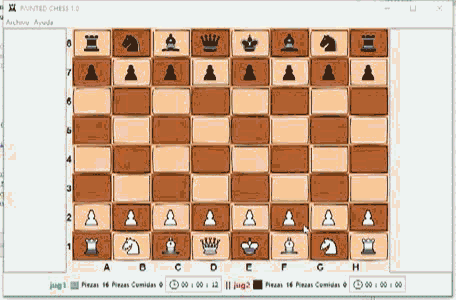 PAINTED CHESS 1.0
Archivo Ayuda
8
7
6
5
4
3
2
1
A B C D E F G H
jug1 Piezas 16 Piezas Comidas 0 00 : 00 : 12 || jug2 Piezas 16 Piezas Comidas 0 00 : 00 : 00